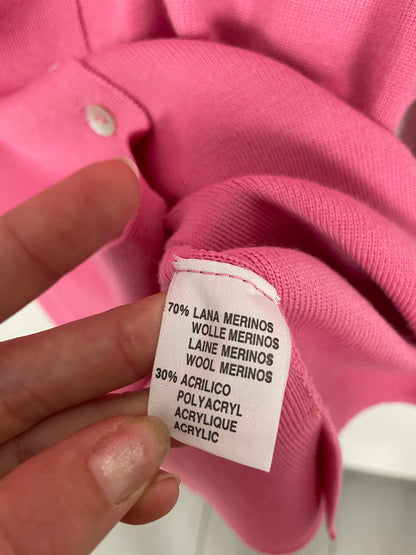 70% LANA MERINOS
WOLLE MERINOS
LAINE MERINOS
WOOL MERINOS
30% ACRILICO
POLYACRYL
ACRYLIQUE
ACRYLIC